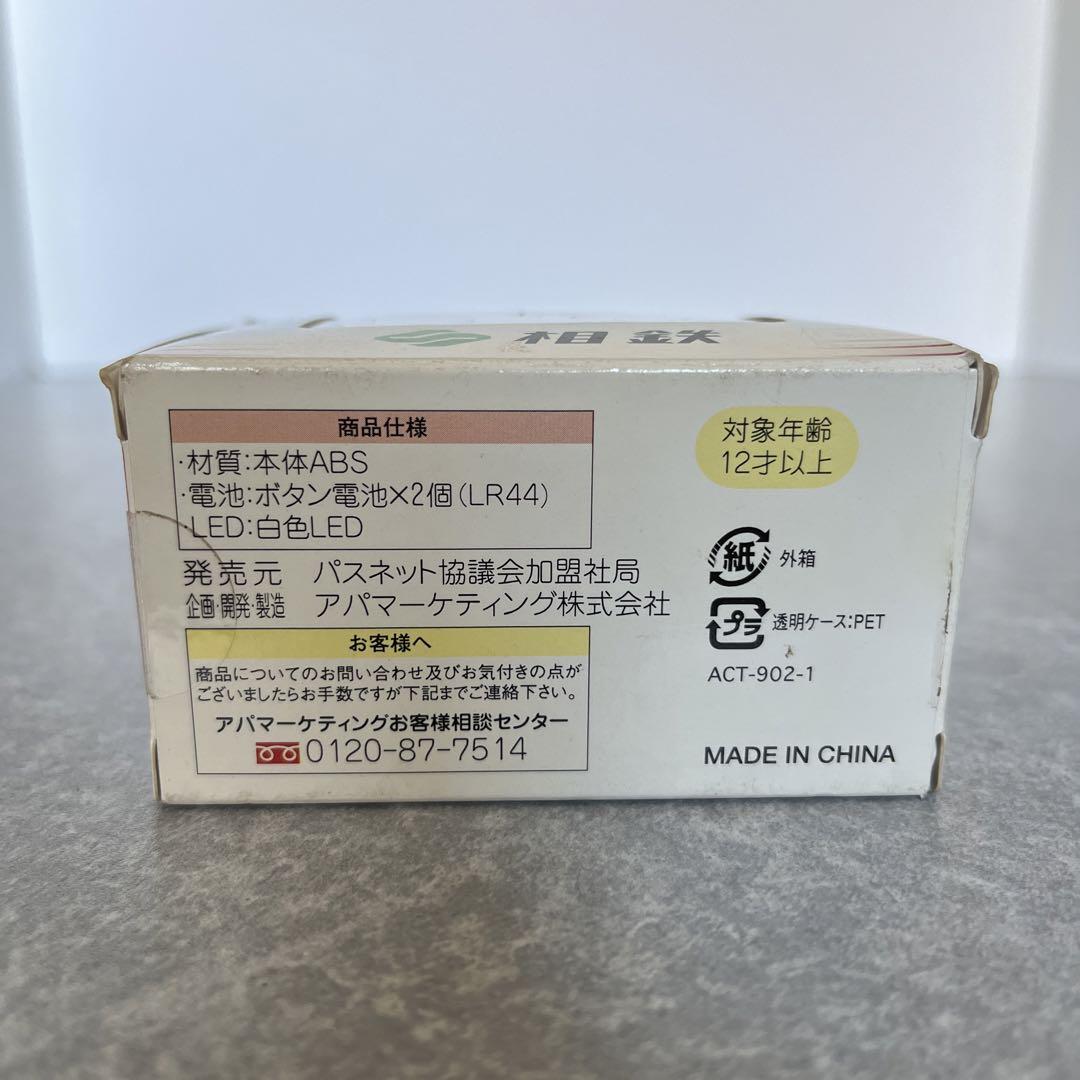 相鉄
商品仕様
・材質:本体ABS
・電池:ボタン電池×2個(LR44)
・LED:白色LED
発売元 パスネット協議会加盟社局
企画・開発・製造 アパマーケティング株式会社
お客様へ
商品についてのお問い合わせ及びお気付きの点が
ございましたらお手数ですが下記までご連絡下さい。
アパマーケティングお客様相談センター
0120-87-7514
対象年齢
12才以上
紙 外箱
プラ 透明ケース:PET
ACT-902-1
MADE IN CHINA